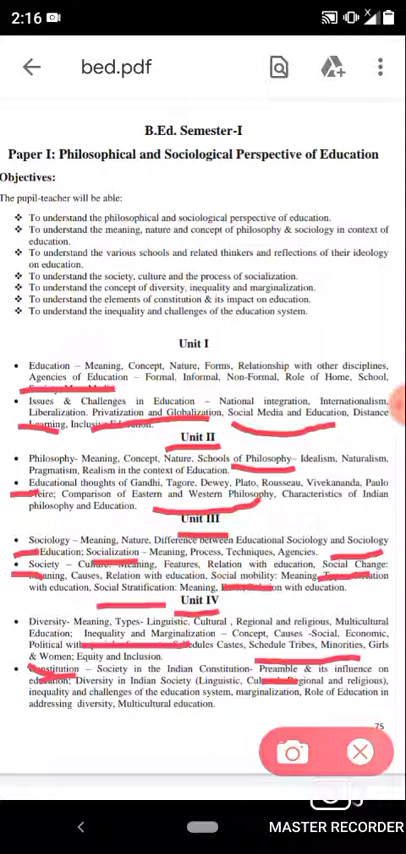 2:16
bed.pdf
B.Ed. Semester-I
Paper I: Philosophical and Sociological Perspective of Education
Objectives:
The pupil-teacher will be able:
❖ To understand the philosophical and sociological perspective of education.
❖ To understand the meaning, nature and concept of philosophy & sociology in context of
education.
❖ To understand the various schools and related thinkers and reflections of their ideology
on education.
❖ To understand the society, culture and the process of socialization.
❖ To understand the concept of diversity, inequality and marginalization.
❖ To understand the elements of constitution & its impact on education.
❖ To understand the inequality and challenges of the education system.
Unit I
• Education – Meaning, Concept, Nature, Forms, Relationship with other disciplines,
Agencies of Education – Formal, Informal, Non-Formal, Role of Home, School,
• Issues & Challenges in Education – National integration, Internationalism,
Liberalization. Privatization and Globalization, Social Media and Education, Distance
Learning, Inclusive Education.
Unit II
• Philosophy- Meaning, Concept, Nature. Schools of Philosophy– Idealism, Naturalism,
Pragmatism, Realism in the context of Education.
• Educational thoughts of Gandhi, Tagore, Dewey, Plato, Rousseau, Vivekananda, Paulo
Freire; Comparison of Eastern and Western Philosophy, Characteristics of Indian
philosophy and Education.
Unit III
• Sociology – Meaning, Nature, Difference between Educational Sociology and Sociology
of Education; Socialization – Meaning, Process, Techniques, Agencies.
• Society – Culture- Meaning, Features, Relation with education, Social Change:
Meaning, Causes, Relation with education, Social mobility: Meaning, Types, Relation
with education, Social Stratification: Meaning, with education.
Unit IV
• Diversity- Meaning, Types- Linguistic, Cultural , Regional and religious, Multicultural
Education; Inequality and Marginalization – Concept, Causes -Social, Economic,
Political with Schedules Castes, Schedule Tribes, Minorities, Girls
& Women; Equity and Inclusion.
• Constitution – Society in the Indian Constitution- Preamble & its influence on
education; Diversity in Indian Society (Linguistic, Cultural, Regional and religious),
inequality and challenges of the education system, marginalization, Role of Education in
addressing diversity, Multicultural education.
75
MASTER RECORDER